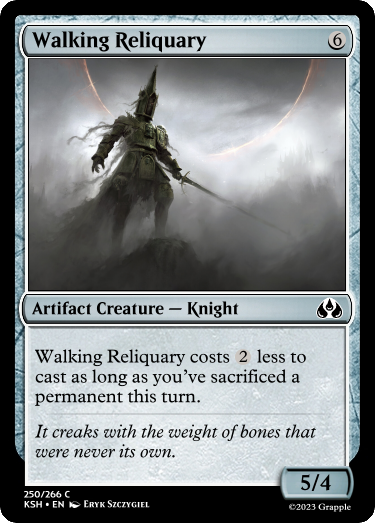 Walking Reliquary 6
Artifact Creature — Knight
Walking Reliquary costs 2 less to
cast as long as you've sacrificed a
permanent this turn.
It creaks with the weight of bones that
were never its own.
5/4
250/266 C
KSH • EN Eryk Szczygieł
©2023 Grapple